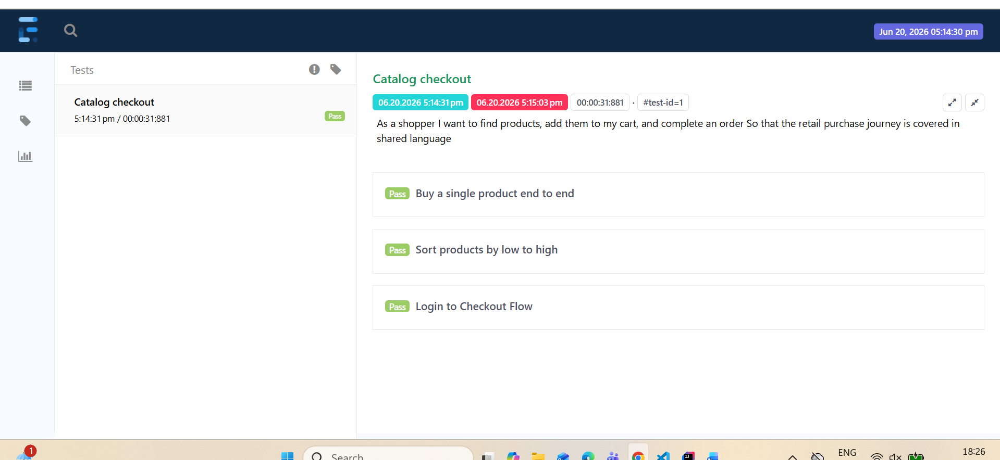 Jun 20, 2026 05:14:30 pm
Tests
Catalog checkout
5:14:31 pm / 00:00:31:881
Pass
Catalog checkout
06.20.2026 5:14:31 pm 06.20.2026 5:15:03 pm 00:00:31:881 · #test-id=1
As a shopper I want to find products, add them to my cart, and complete an order So that the retail purchase journey is covered in
shared language
Pass Buy a single product end to end
Pass Sort products by low to high
Pass Login to Checkout Flow
1
Search
ENG
18:26